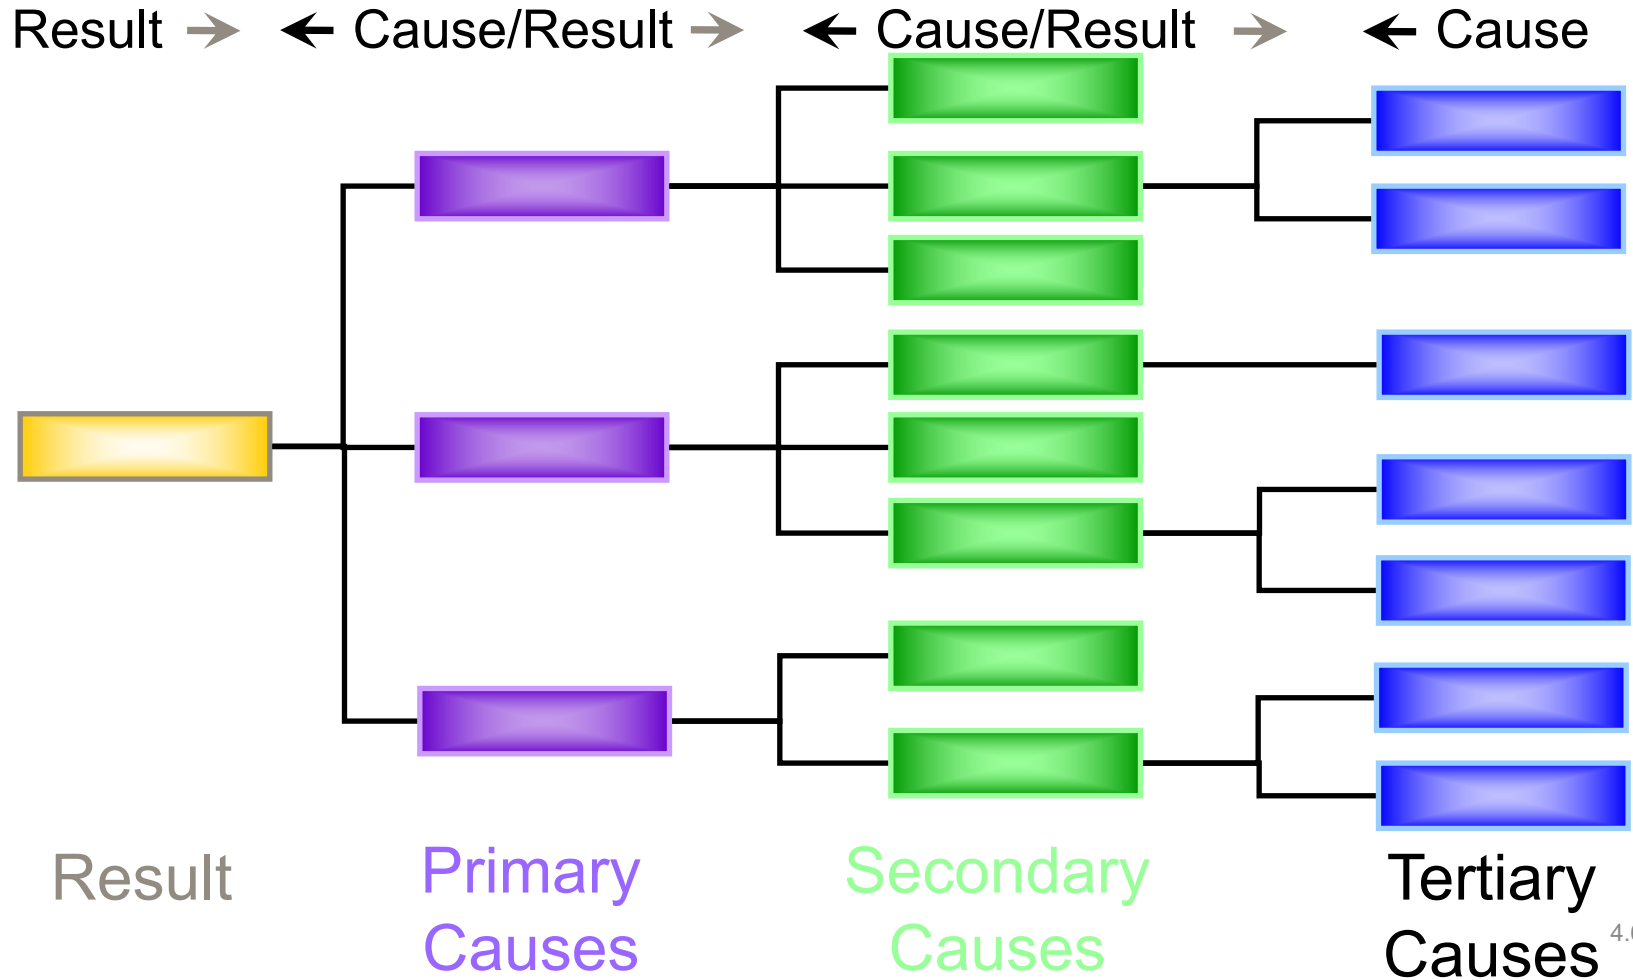 Result → ← Cause/Result → ← Cause/Result → ← Cause
Result
Primary
Causes
Secondary
Causes
Tertiary
Causes